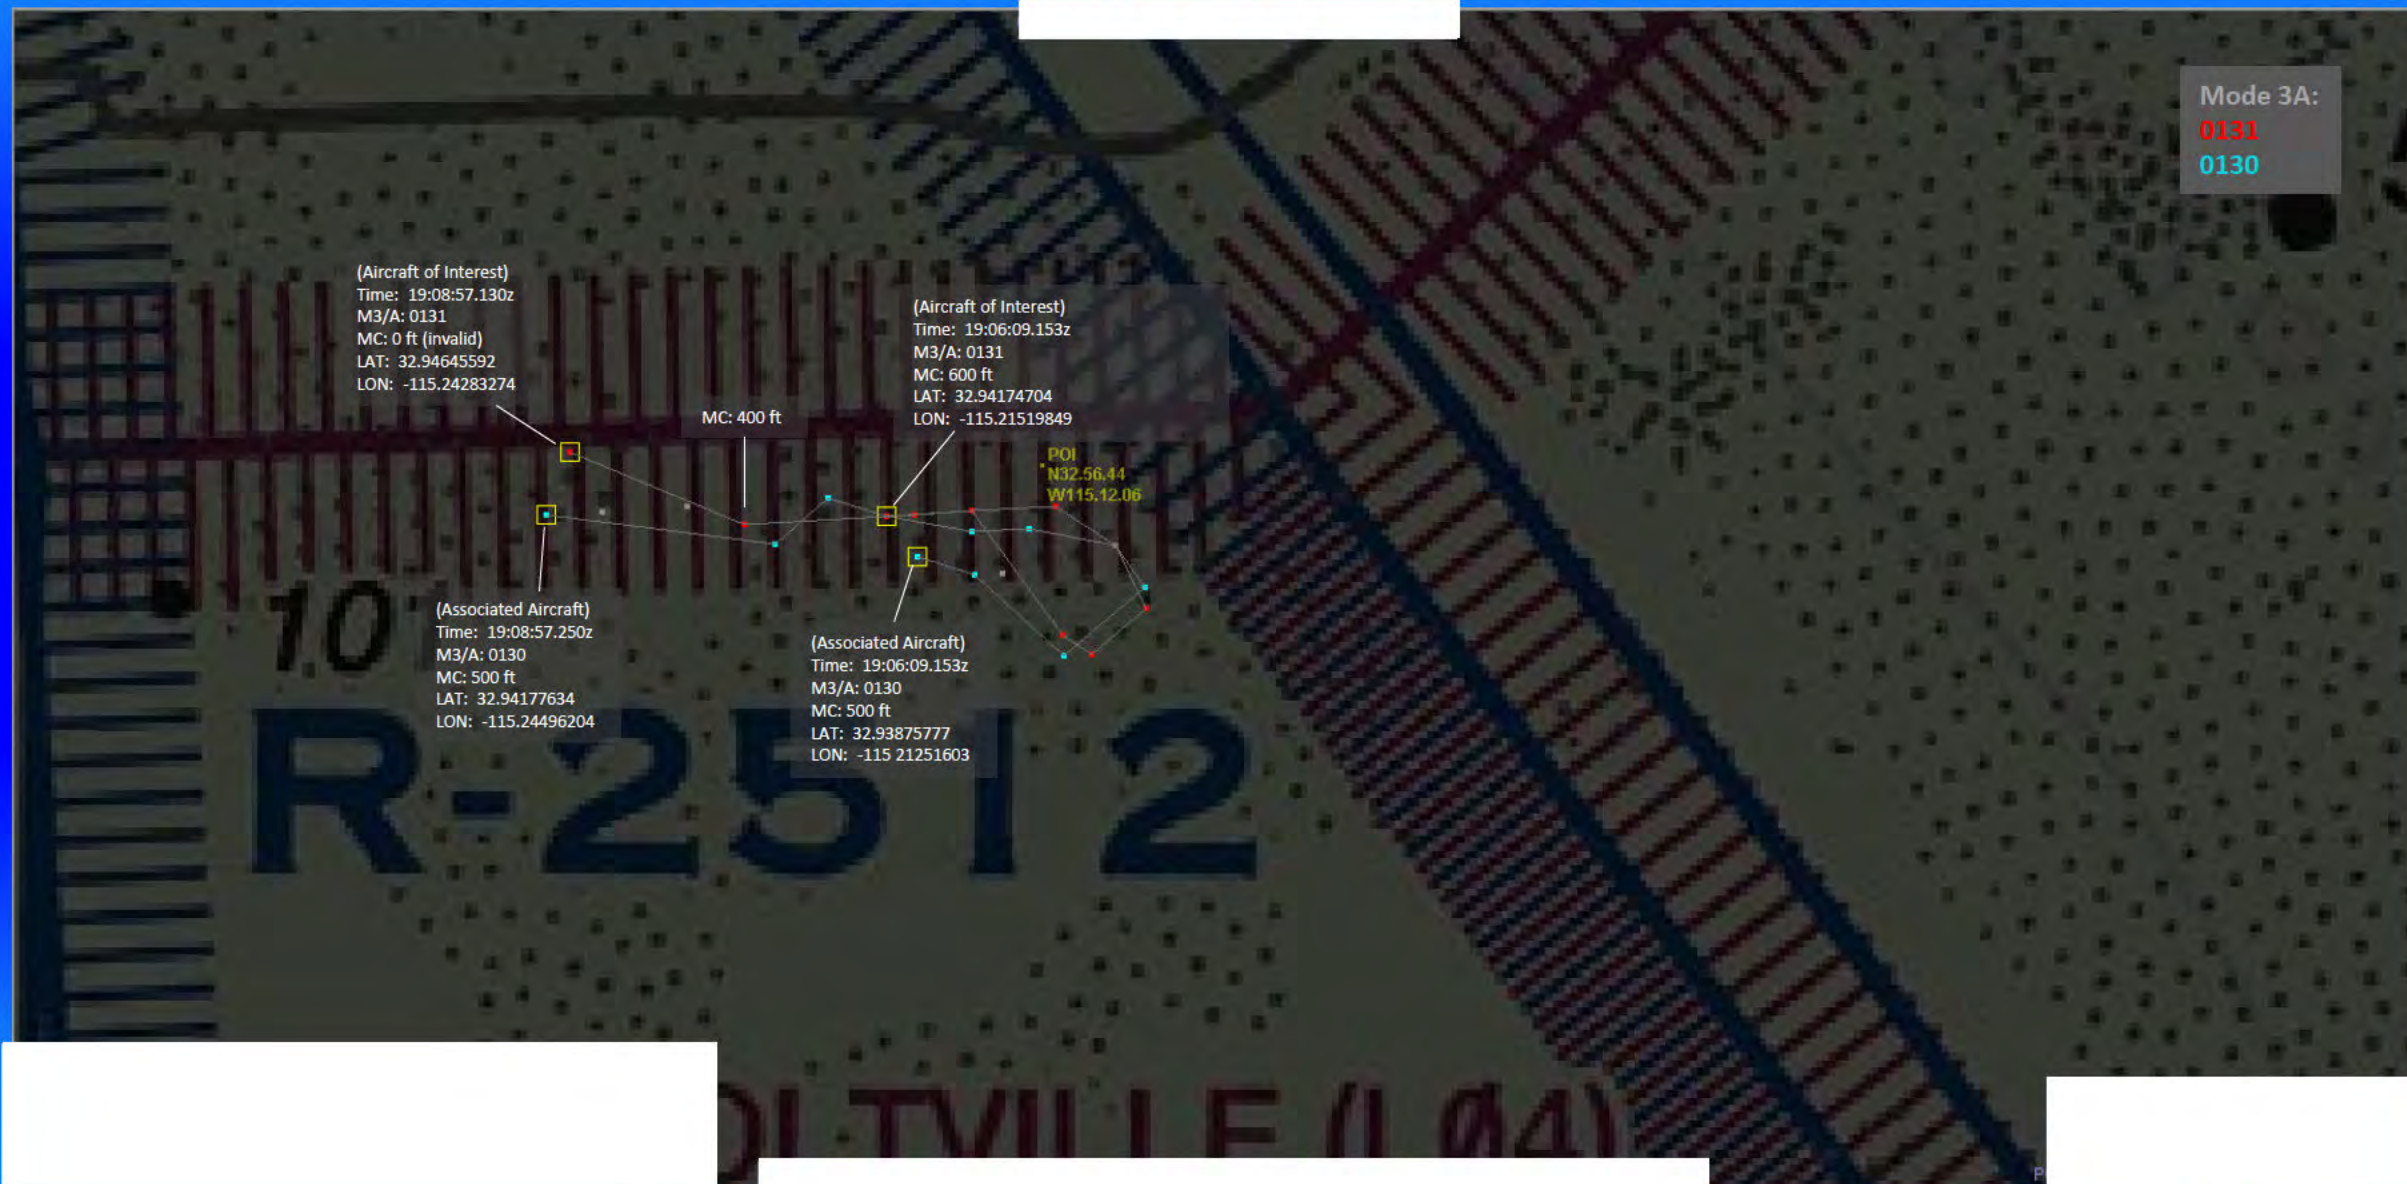 Mode 3A:
0131
0130
(Aircraft of Interest)
Time: 19:08:57.130z
M3/A: 0131
MC: 0 ft (invalid)
LAT: 32.94645592
LON: -115.24283274
(Aircraft of Interest)
Time: 19:06:09.153z
M3/A: 0131
MC: 600 ft
LAT: 32.94174704
LON: -115.21519849
MC: 400 ft
POI
N32.56.44
W115.12.06
(Associated Aircraft)
Time: 19:08:57.250z
M3/A: 0130
MC: 500 ft
LAT: 32.94177634
LON: -115.24496204
(Associated Aircraft)
Time: 19:06:09.153z
M3/A: 0130
MC: 500 ft
LAT: 32.93875777
LON: -115 21251603
10
R-2512
(L04)